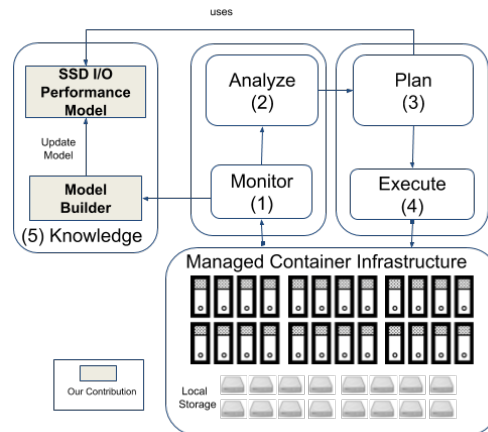 uses
SSD I/O
Performance
Model
Update
Model
Model
Builder
(5) Knowledge
Analyze
(2)
Monitor
(1)
Plan
(3)
Execute
(4)
Managed Container Infrastructure
Local
Storage
Our Contribution